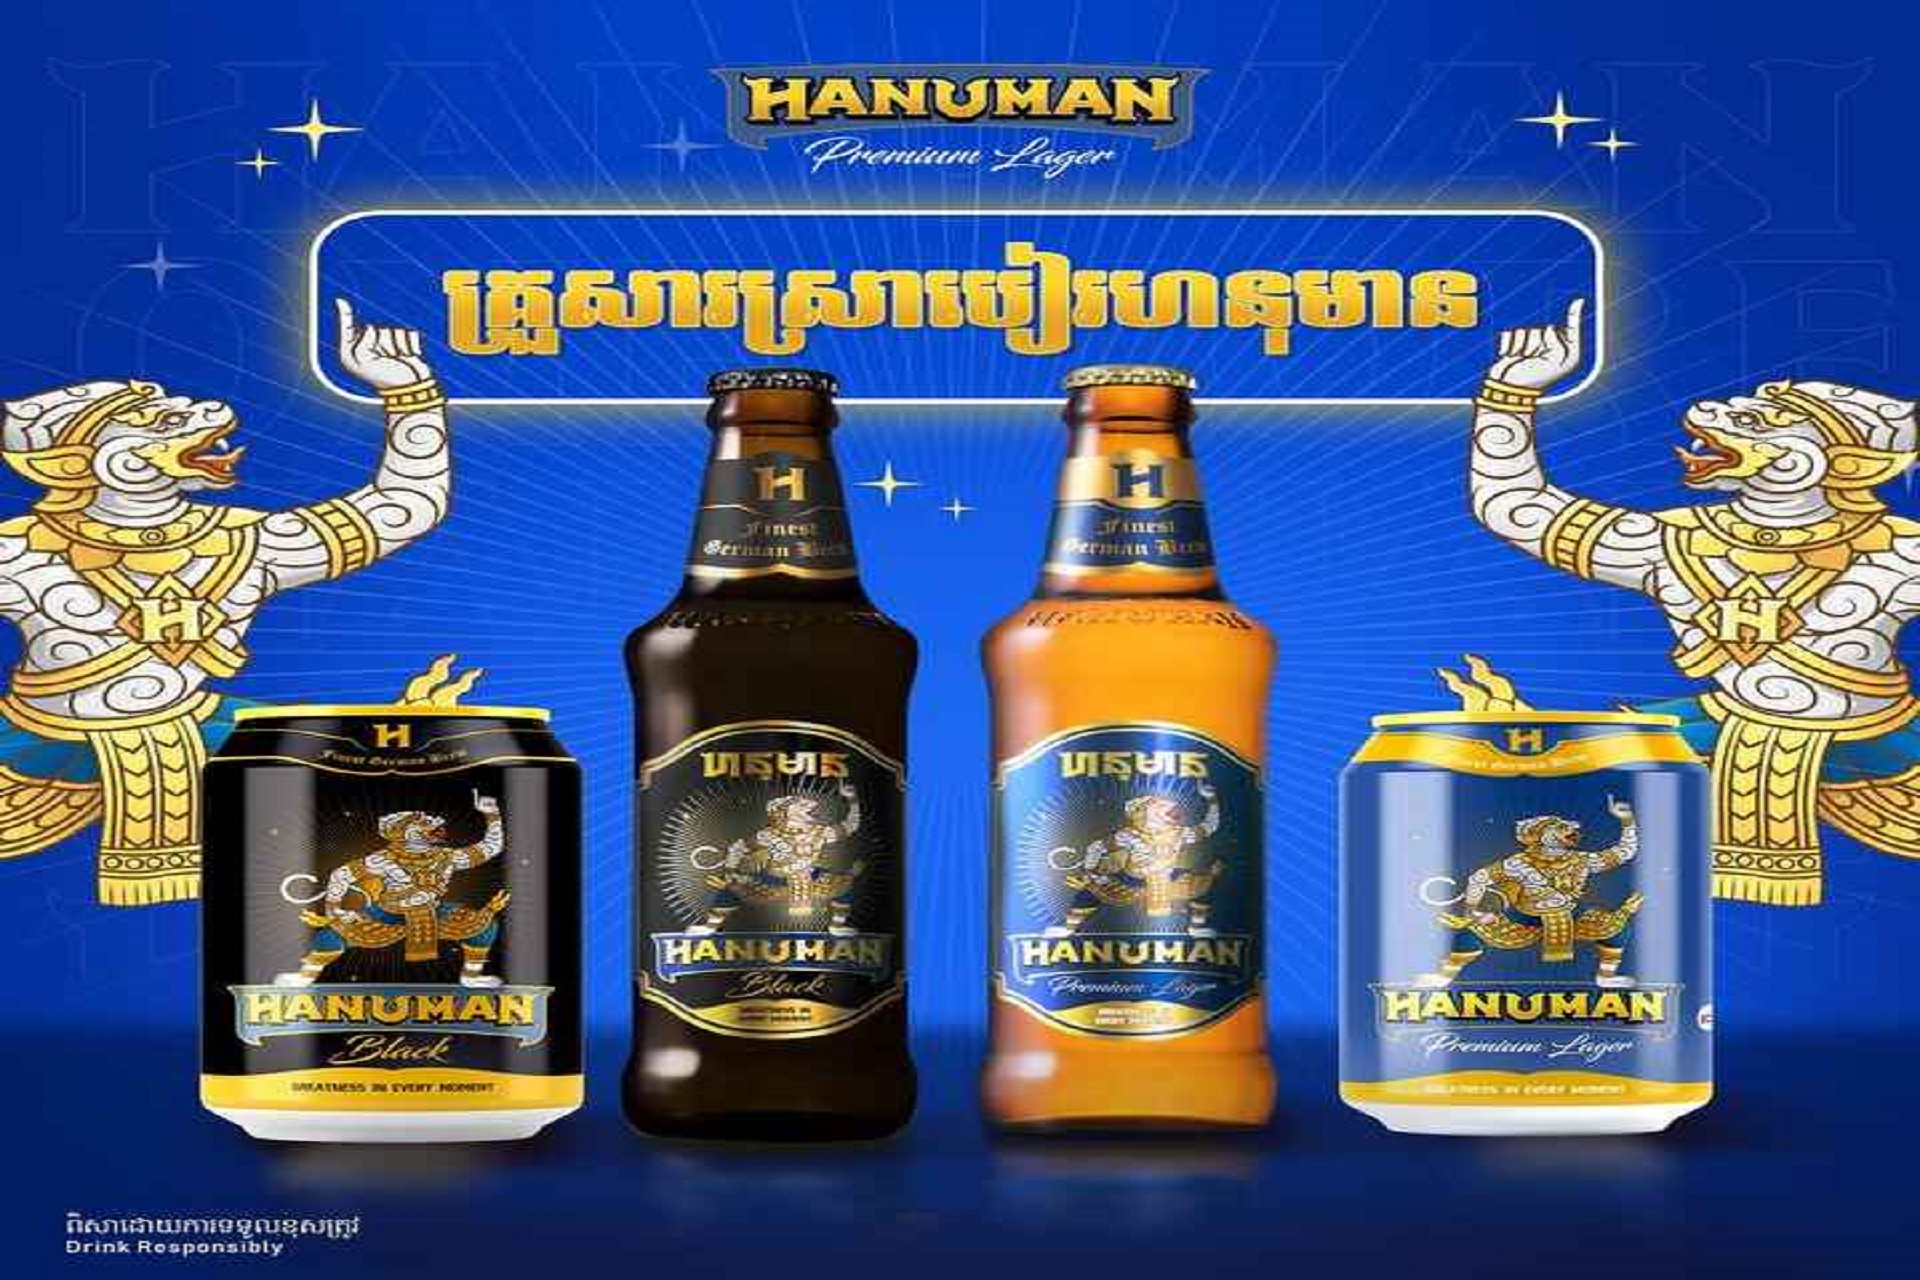 HANUMAN
Premium Lager
គ្រួសារស្រាបៀរហនុមាន
H
Finest
German Brew
H
Finest
German Brew
H
H
H
Finest German Brew
HANUMAN
Black
GREATNESS IN EVERY MOMENT
ហនុមាន
HANUMAN
Black
ហនុមាន
HANUMAN
Premium Lager
H
HANUMAN
Premium Lager
GREATNESS IN EVERY MOMENT
ពិសាដោយការទទួលខុសត្រូវ
Drink Responsibly